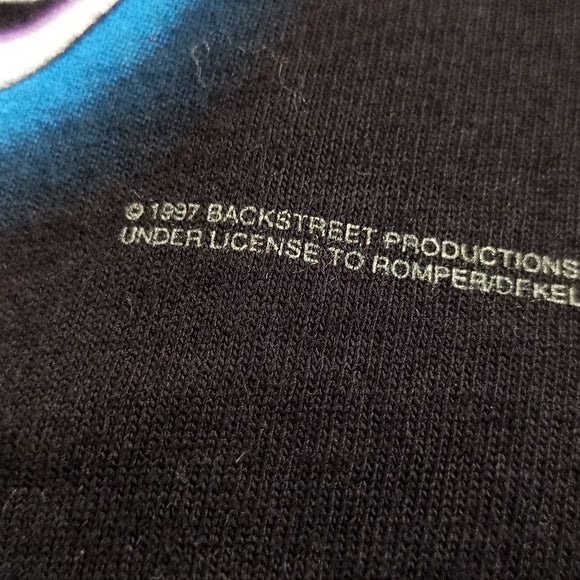 © 1997 BACKSTREET PRODUCTIONS
UNDER LICENSE TO ROMPER/DEKEL